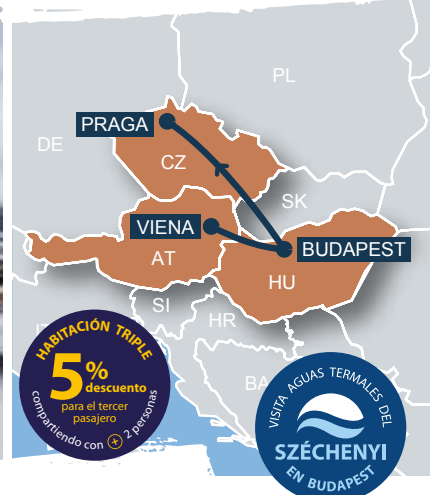 PL
PRAGA
DE
CZ
SK
VIENA
BUDAPEST
AT
HU
SI
HR
BA
HABITACIÓN TRIPLE
5%
descuento
para el tercer
pasajero
compartiendo con + 2 personas
VISITA AGUAS TERMALES DEL
SZÉCHENYI
EN BUDAPEST